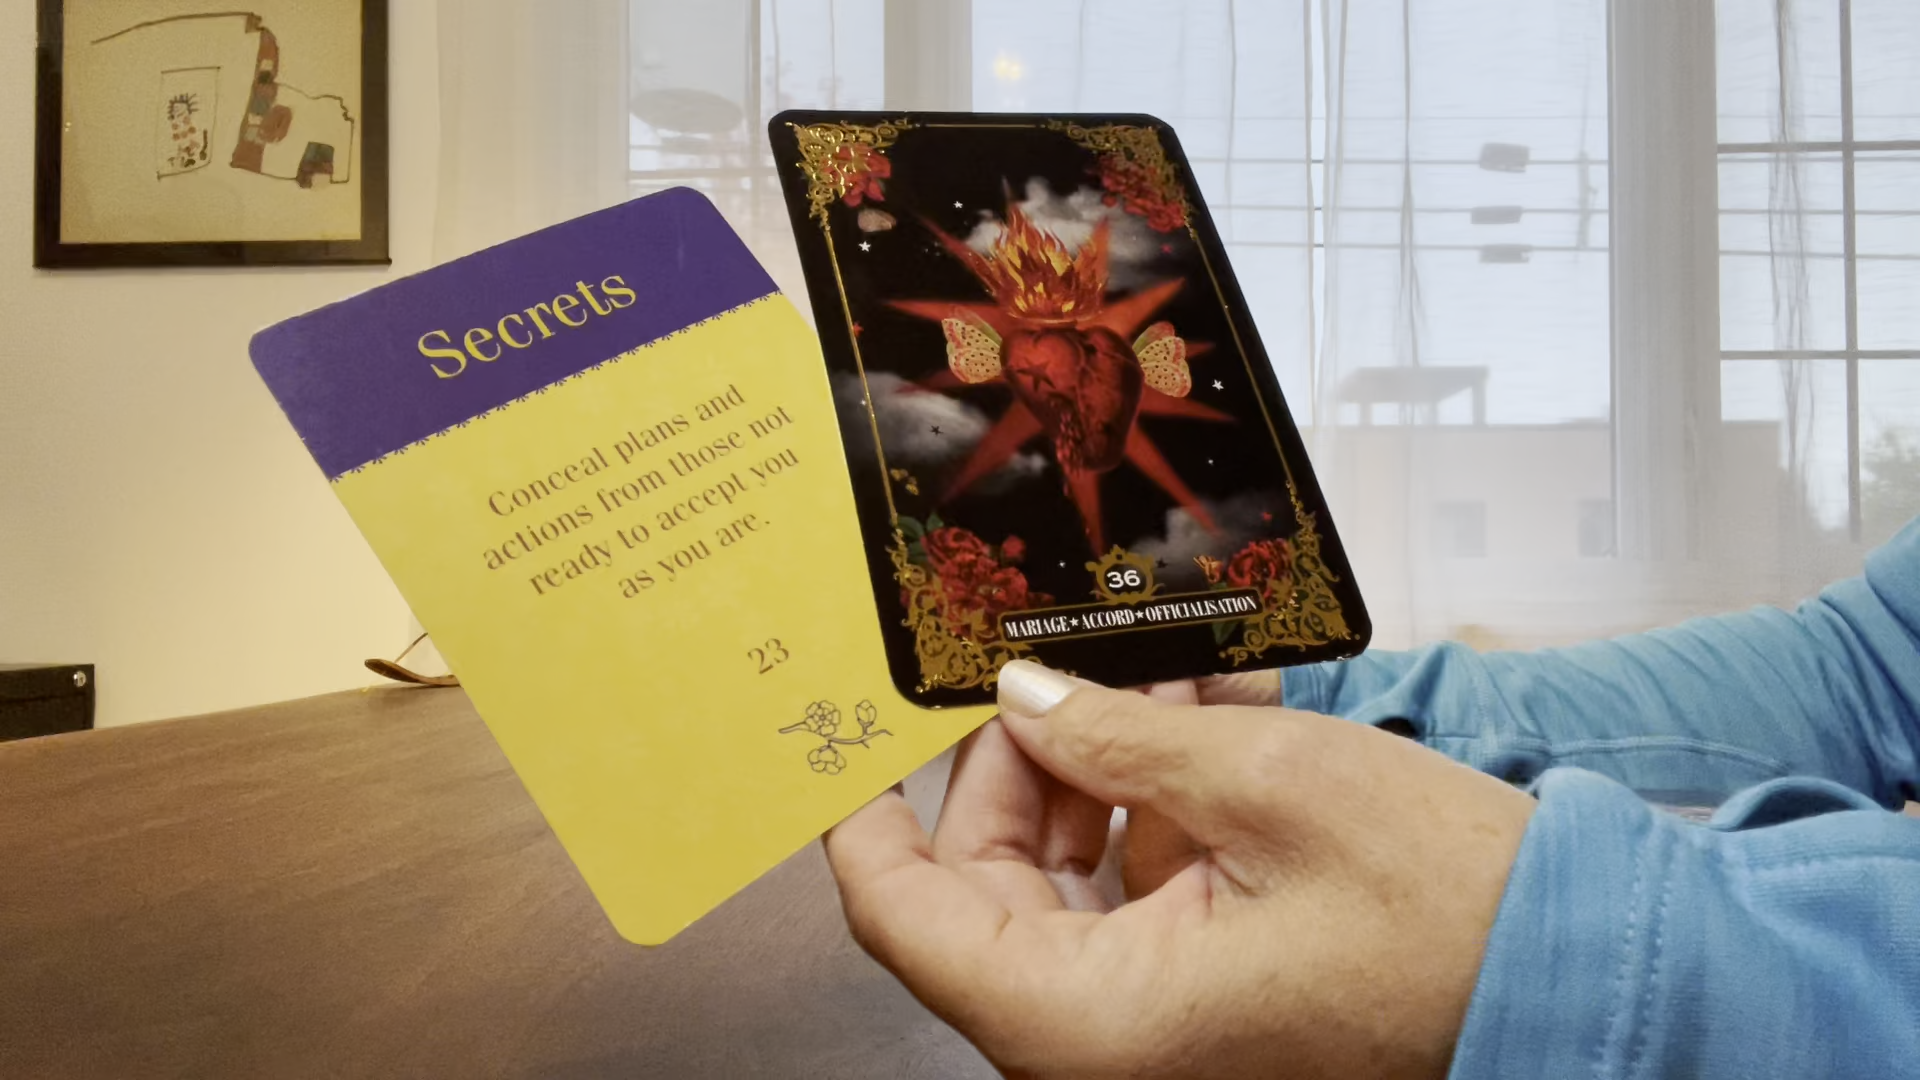 Secrets
Conceal plans and
actions from those not
ready to accept you
as you are.
23
36
MARIAGE★ACCORD★OFFICIALISATION